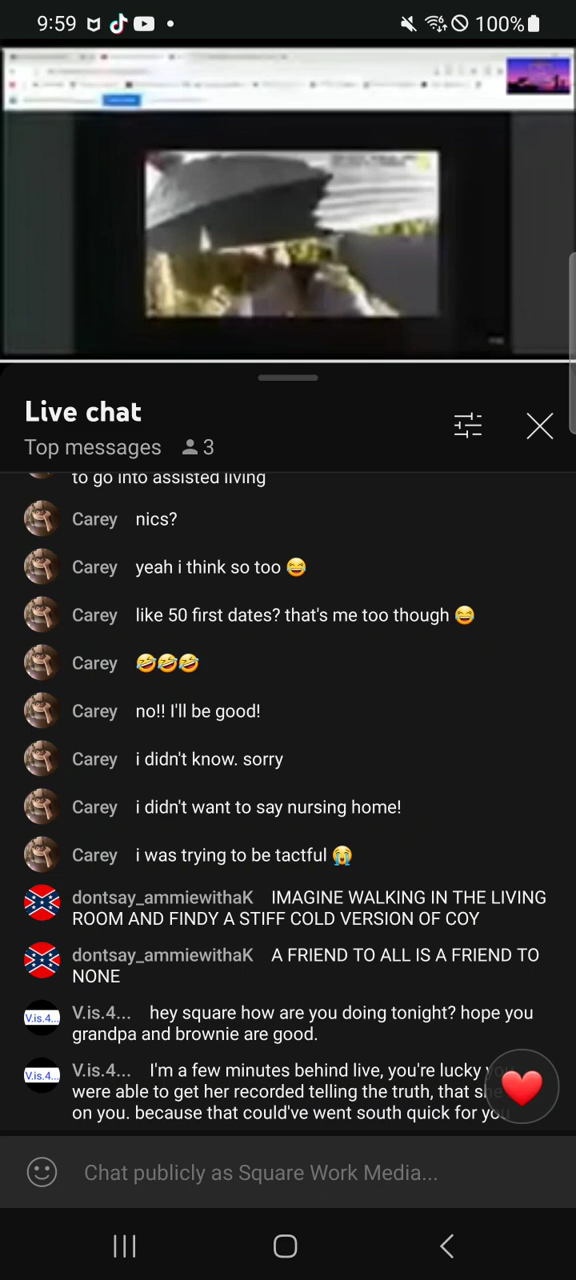 9:59
100%
Live chat
Top messages 3
to go into assisted living
Carey nics?
Carey yeah i think so too 😂
Carey like 50 first dates? that's me too though 😂
Carey 🤣🤣🤣
Carey no!! I'll be good!
Carey i didn't know. sorry
Carey i didn't want to say nursing home!
Carey i was trying to be tactful 😭
dontsay_ammiewithaK IMAGINE WALKING IN THE LIVING
ROOM AND FINDY A STIFF COLD VERSION OF COY
dontsay_ammiewithaK A FRIEND TO ALL IS A FRIEND TO
NONE
V.is.4... V.is.4... hey square how are you doing tonight? hope you
grandpa and brownie are good.
V.is.4... V.is.4... I'm a few minutes behind live, you're lucky you
were able to get her recorded telling the truth, that she
on you. because that could've went south quick for you
Chat publicly as Square Work Media...